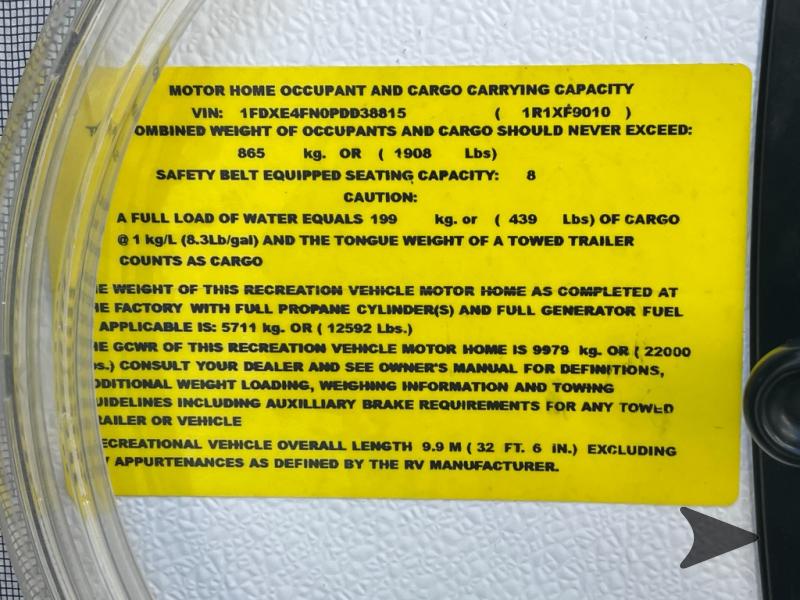 MOTOR HOME OCCUPANT AND CARGO CARRYING CAPACITY
VIN: 1FDXE4FN0PDD38815 ( 1R1XF9010 )
OMBINED WEIGHT OF OCCUPANTS AND CARGO SHOULD NEVER EXCEED:
865 kg. OR ( 1908 Lbs)
SAFETY BELT EQUIPPED SEATING CAPACITY: 8
CAUTION:
A FULL LOAD OF WATER EQUALS 199 kg. or ( 439 Lbs) OF CARGO
@ 1 kg/L (8.3Lb/gal) AND THE TONGUE WEIGHT OF A TOWED TRAILER
COUNTS AS CARGO
HE WEIGHT OF THIS RECREATION VEHICLE MOTOR HOME AS COMPLETED AT
HE FACTORY WITH FULL PROPANE CYLINDER(S) AND FULL GENERATOR FUEL
APPLICABLE IS: 5711 kg. OR ( 12592 Lbs.)
HE GCWR OF THIS RECREATION VEHICLE MOTOR HOME IS 9979 kg. OR ( 22000
bs.) CONSULT YOUR DEALER AND SEE OWNER'S MANUAL FOR DEFINITIONS,
DDITIONAL WEIGHT LOADING, WEIGHING INFORMATION AND TOWING
UIDELINES INCLUDING AUXILLIARY BRAKE REQUIREMENTS FOR ANY TOWED
RAILER OR VEHICLE
ECREATIONAL VEHICLE OVERALL LENGTH 9.9 M ( 32 FT. 6 IN.) EXCLUDING
Y APPURTENANCES AS DEFINED BY THE RV MANUFACTURER.